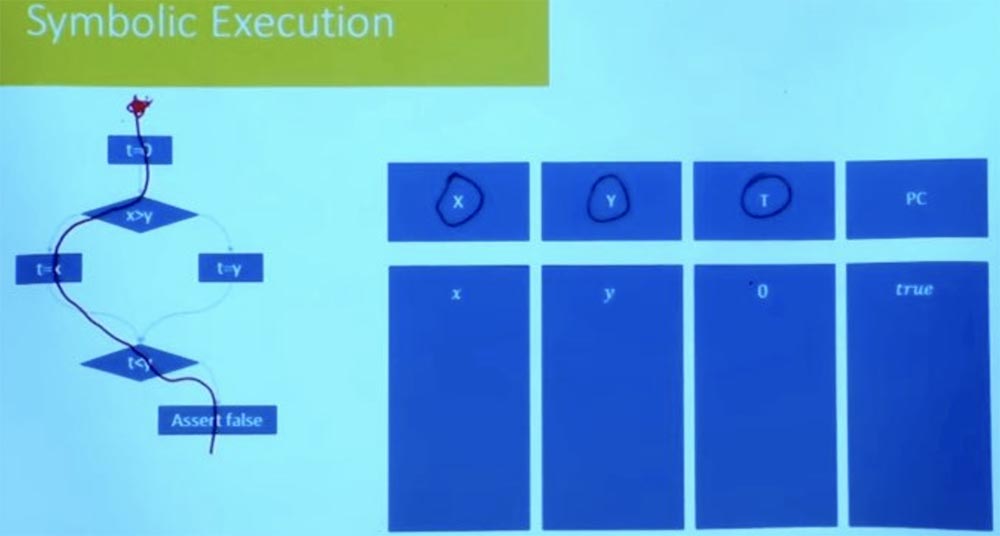 Symbolic Execution
t=0
x>y
t=x
t=y
t<y
Assert false
X Y T PC
x y 0 true